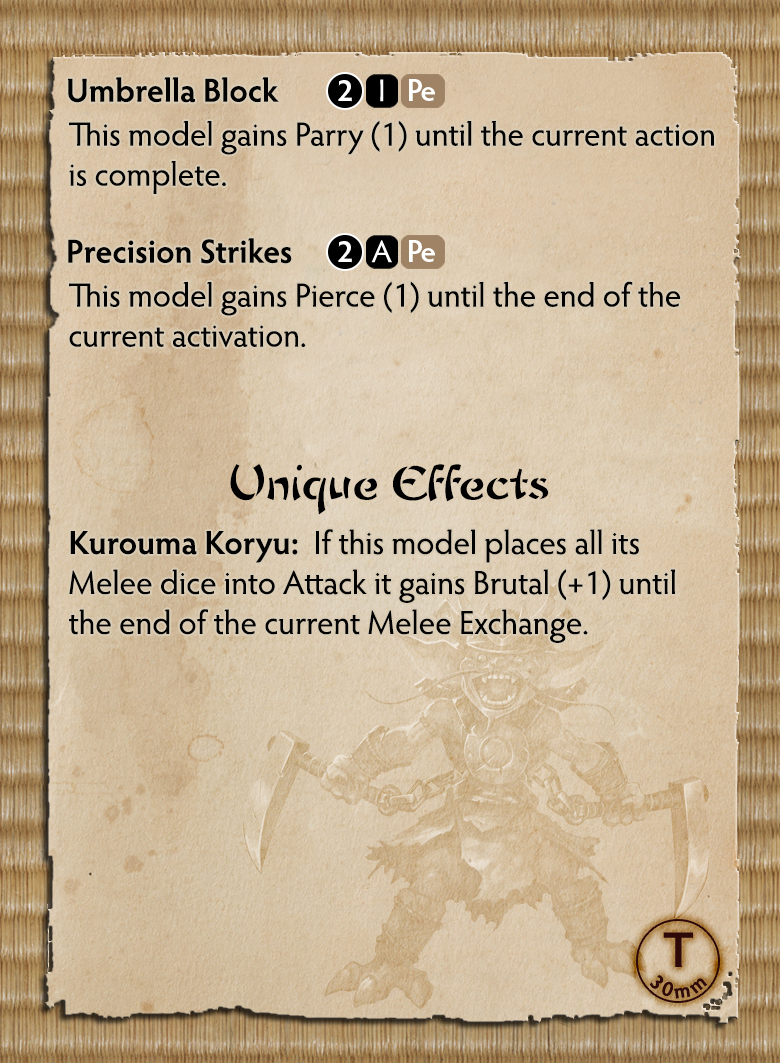 Umbrella Block 2 I Pe
This model gains Parry (1) until the current action
is complete.
Precision Strikes 2 A Pe
This model gains Pierce (1) until the end of the
current activation.
Unique Effects
Kurouma Koryu: If this model places all its
Melee dice into Attack it gains Brutal (+1) until
the end of the current Melee Exchange.
T
30mm